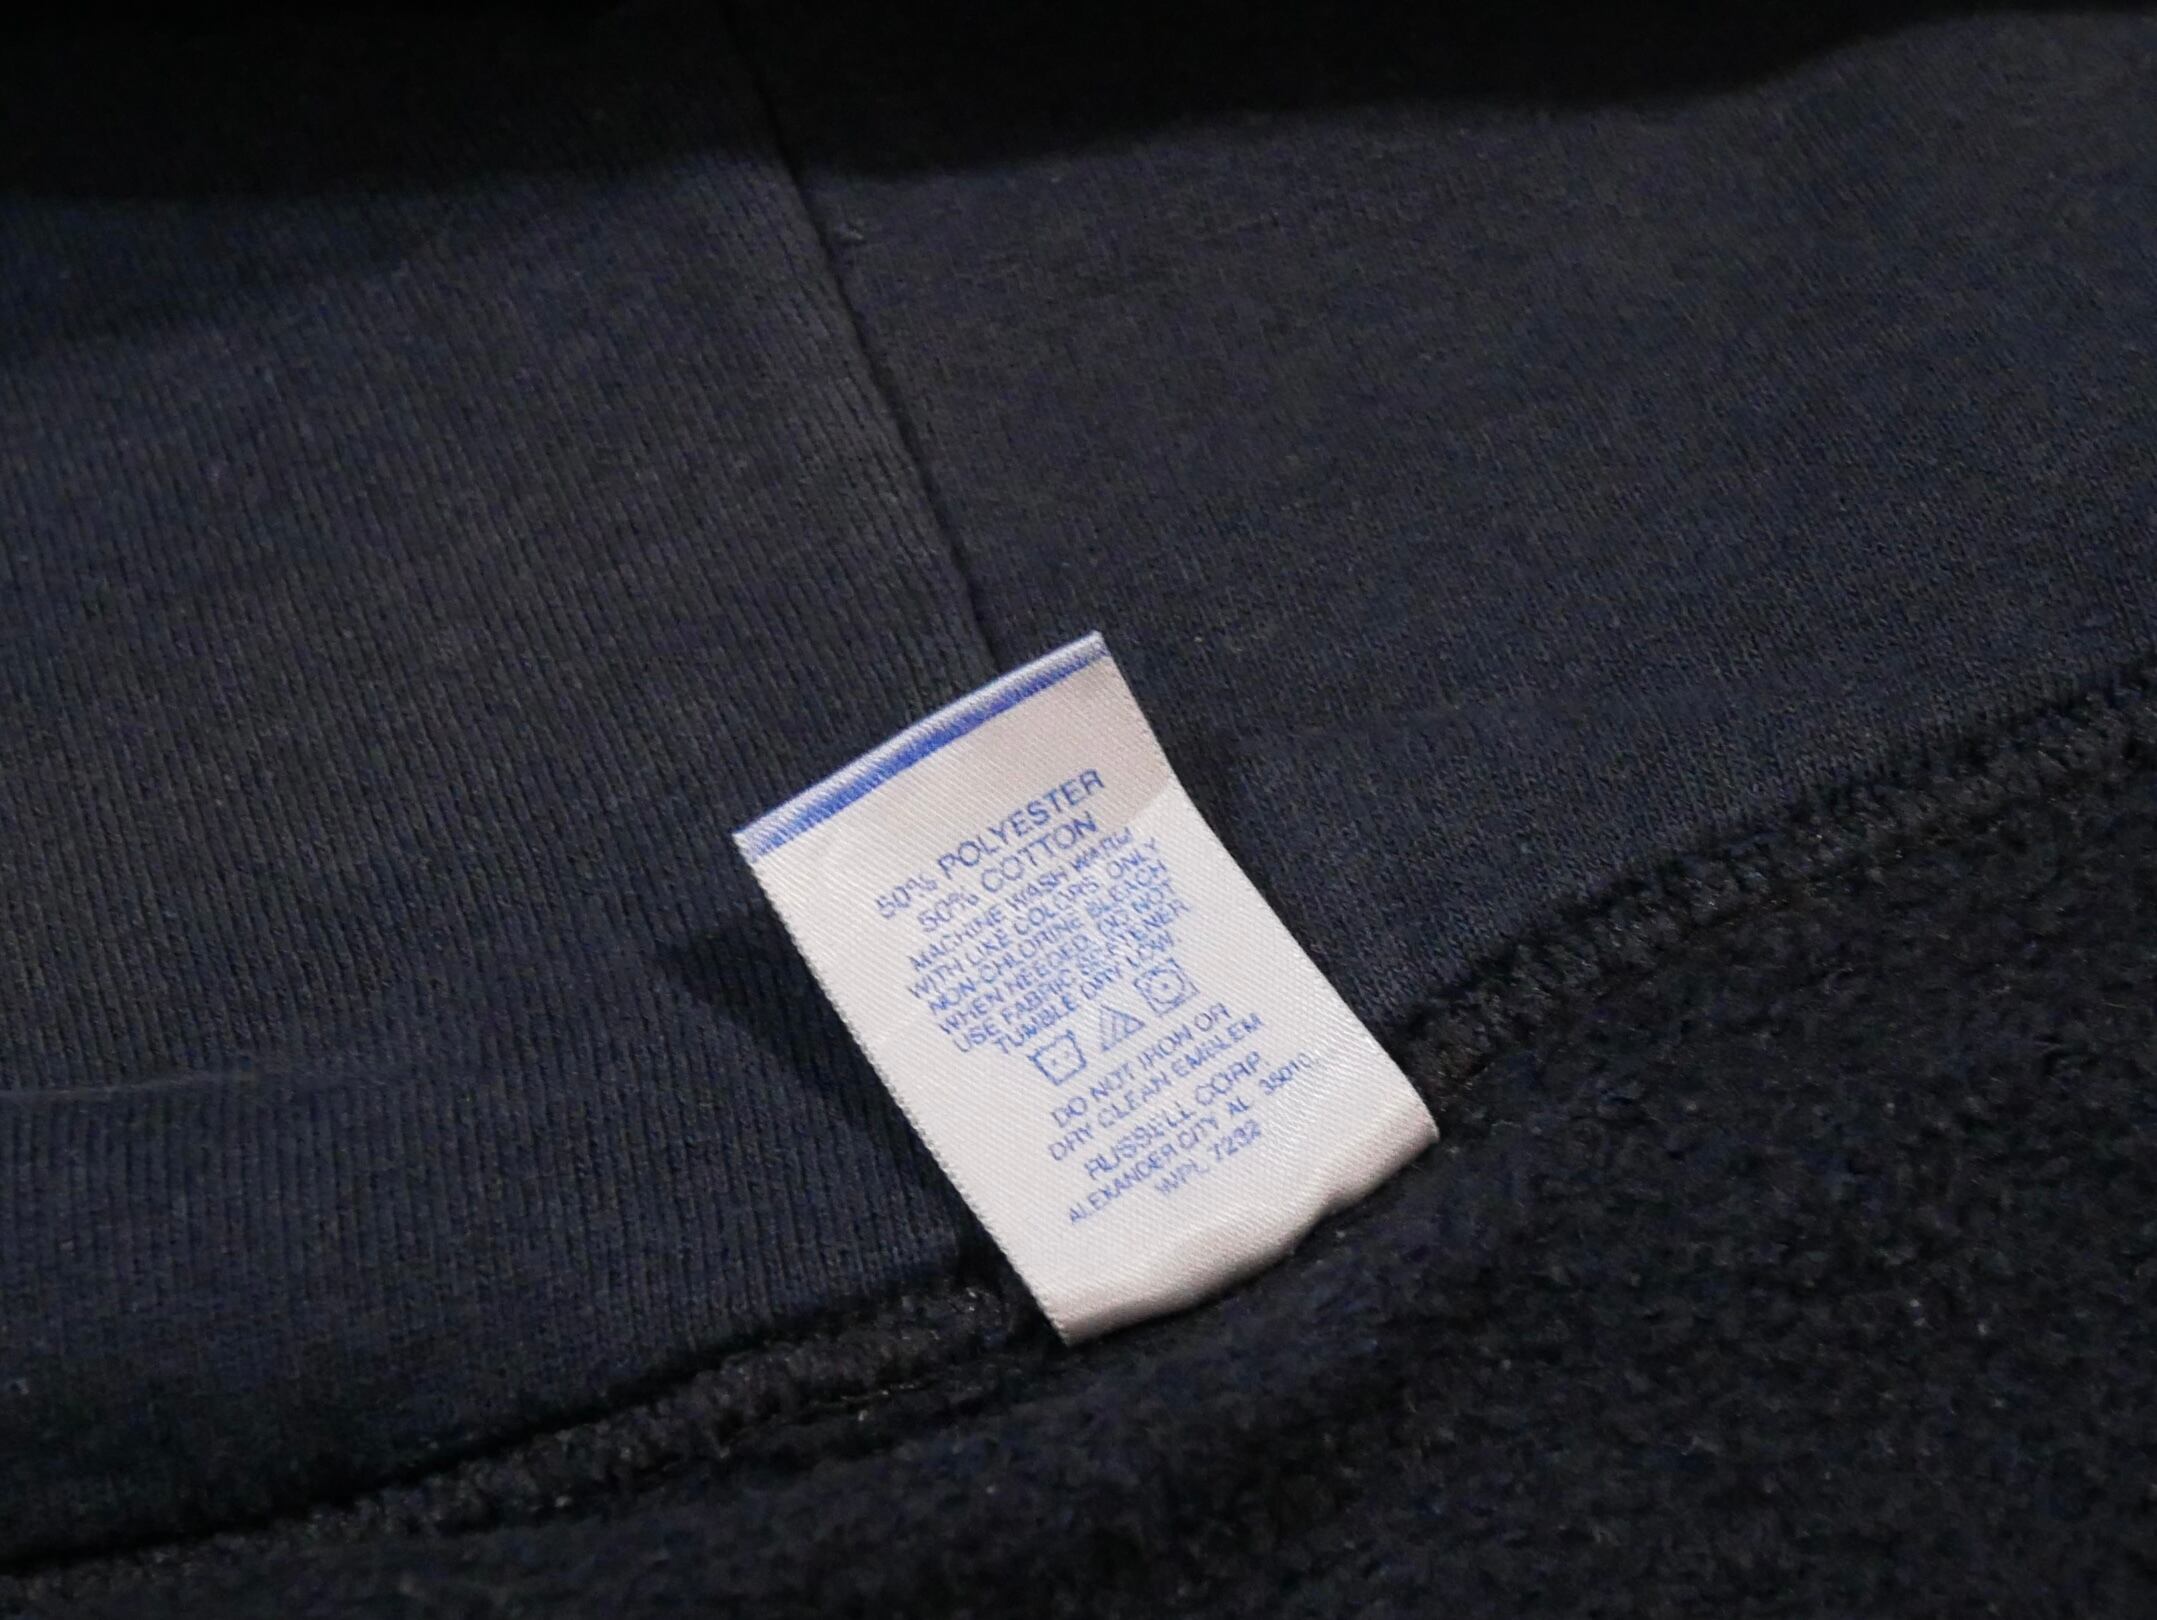 50% POLYESTER
50% COTTON
MACHINE WASH WARM
WITH LIKE COLORS. ONLY
NON-CHLORINE BLEACH
WHEN NEEDED. DO NOT
USE FABRIC SOFTENER
TUMBLE DRY LOW.
DO NOT IRON OR
DRY CLEAN EMBLEM
RUSSELL CORP
ALEXANDER CITY AL 35010
WPL 7232